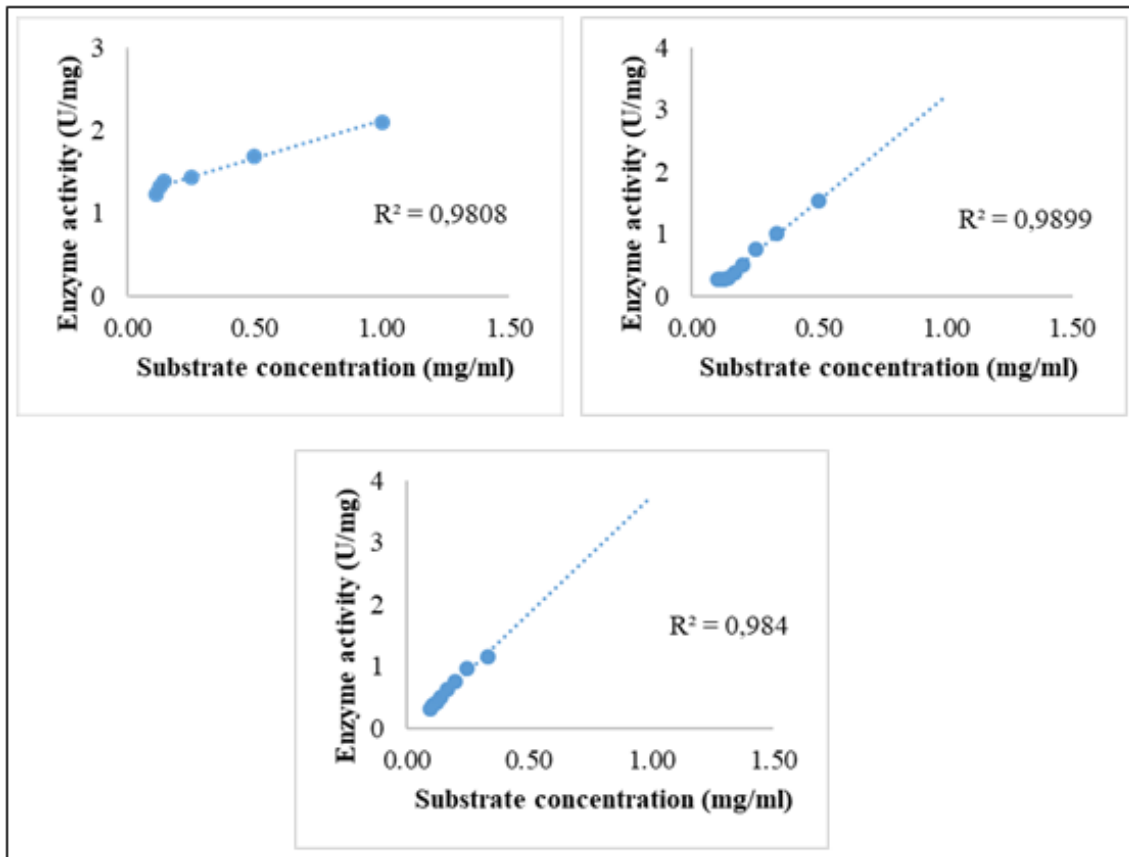 Enzyme activity (U/mg)
3
2
1
0
R² = 0,9808
0.00 0.50 1.00 1.50
Substrate concentration (mg/ml)
Enzyme activity (U/mg)
4
3
2
1
0
R² = 0,9899
0.00 0.50 1.00 1.50
Substrate concentration (mg/ml)
Enzyme activity (U/mg)
4
3
2
1
0
R² = 0,984
0.00 0.50 1.00 1.50
Substrate concentration (mg/ml)